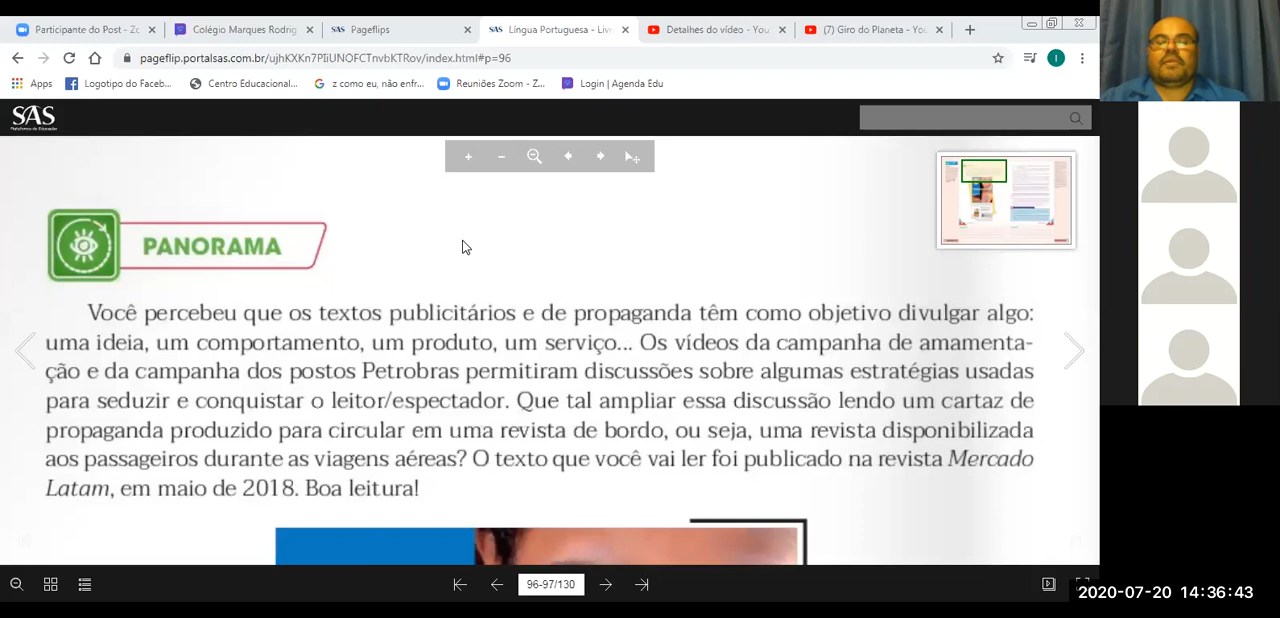 Participante do Post - Zo
Colégio Marques Rodrig
SAS Pageflips
SAS Língua Portuguesa - Livr
Detalhes do vídeo - You
(7) Giro do Planeta - You
pageflip.portalsas.com.br/
index.html#p=96
I
Apps
Logotipo do Faceb...
Centro Educacional...
z como eu, não enfr...
Reuniões Zoom - Z...
Login | Agenda Edu
SAS
Plataforma de Educação
PANORAMA
Você percebeu que os textos publicitários e de propaganda têm como objetivo divulgar algo:
uma ideia, um comportamento, um produto, um serviço... Os vídeos da campanha de amamenta-
ção e da campanha dos postos Petrobras permitiram discussões sobre algumas estratégias usadas
para seduzir e conquistar o leitor/espectador. Que tal ampliar essa discussão lendo um cartaz de
propaganda produzido para circular em uma revista de bordo, ou seja, uma revista disponibilizada
aos passageiros durante as viagens aéreas? O texto que você vai ler foi publicado na revista Mercado
Latam, em maio de 2018. Boa leitura!
96-97/130
2020-07-20 14:36:43